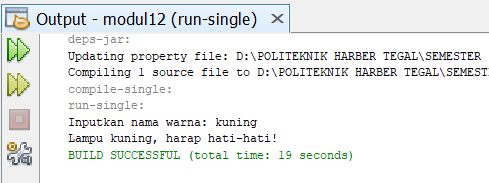 Output - modul12 (run-single)
deps-jar:
Updating property file: D:\POLITEKNIK HARBER TEGAL\SEMESTER
Compiling 1 source file to D:\POLITEKNIK HARBER TEGAL\SEMEST
compile-single:
run-single:
Inputkan nama warna: kuning
Lampu kuning, harap hati-hati!
BUILD SUCCESSFUL (total time: 19 seconds)